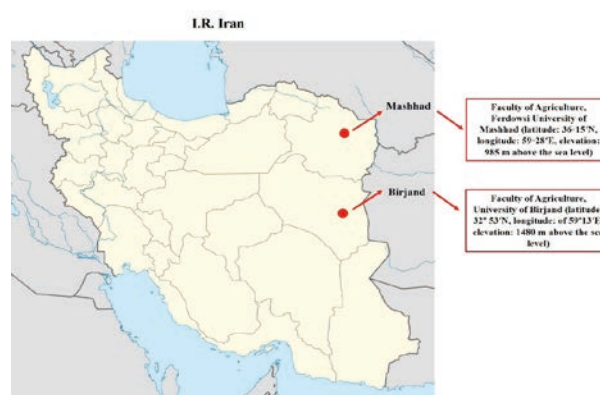 I.R. Iran
Mashhad
Faculty of Agriculture,
Ferdowsi University of
Mashhad (latitude: 36·15'N,
longitude: 59·28'E, elevation:
985 m above the sea level)
Birjand
Faculty of Agriculture,
University of Birjand (latitude
32° 53'N, longitude: of 59°13'E
elevation: 1480 m above the sea
level)